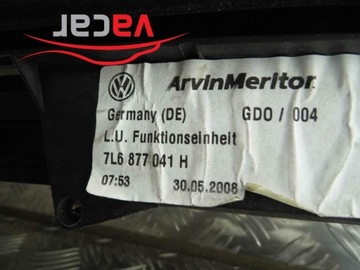 vacar
ArvinMeritor
Germany (DE) GDO / 004
L.U. Funktionseinheit
7L6 877 041 H
07:53 30.05.2008